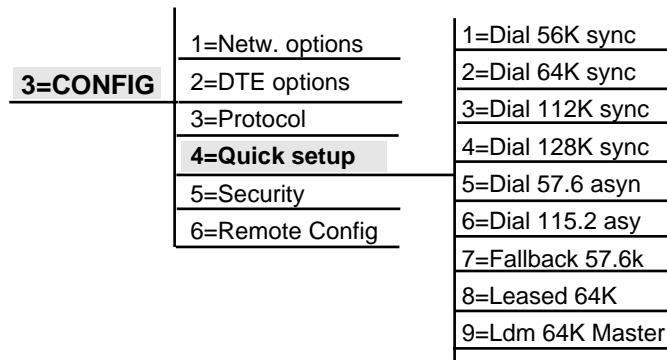 3=CONFIG
1=Netw. options
2=DTE options
3=Protocol
4=Quick setup
5=Security
6=Remote Config
1=Dial 56K sync
2=Dial 64K sync
3=Dial 112K sync
4=Dial 128K sync
5=Dial 57.6 asyn
6=Dial 115.2 asy
7=Fallback 57.6k
8=Leased 64K
9=Ldm 64K Master